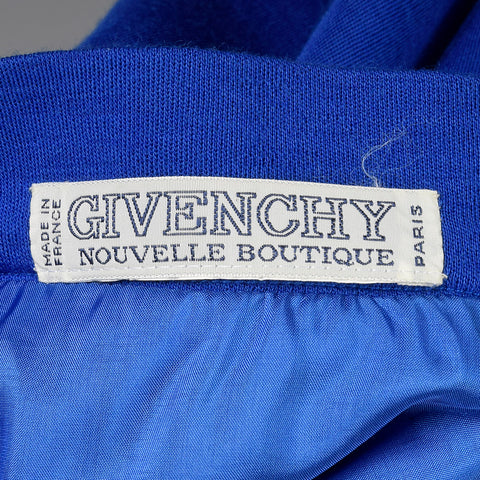 MADE IN
FRANCE
GIVENCHY
NOUVELLE BOUTIQUE
PARIS